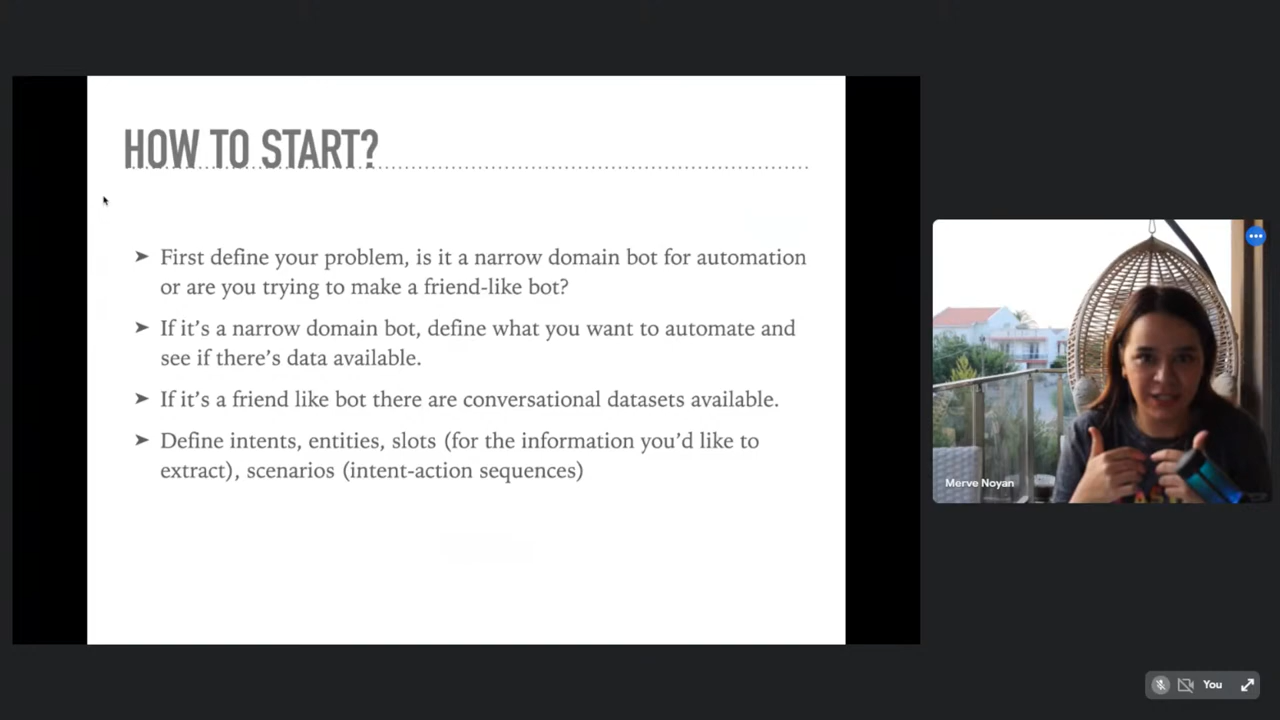 HOW TO START?
➤ First define your problem, is it a narrow domain bot for automation
or are you trying to make a friend-like bot?
➤ If it’s a narrow domain bot, define what you want to automate and
see if there’s data available.
➤ If it’s a friend like bot there are conversational datasets available.
➤ Define intents, entities, slots (for the information you’d like to
extract), scenarios (intent-action sequences)
Merve Noyan
You